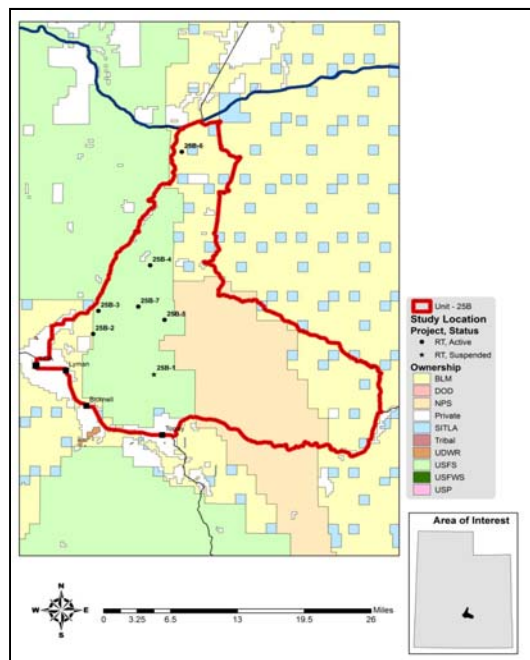 25B-6
25B-4
25B-3
25B-7
25B-5
25B-2
Lyman
25B-1
Bicknell
Torrey
Unit - 25B
Study Location
Project, Status
RT, Active
RT, Suspended
Ownership
BLM
DOD
NPS
Private
SITLA
Tribal
UDWR
USFS
USFWS
USP
Area of Interest
N
W E
S
Miles
0 3.25 6.5 13 19.5 26